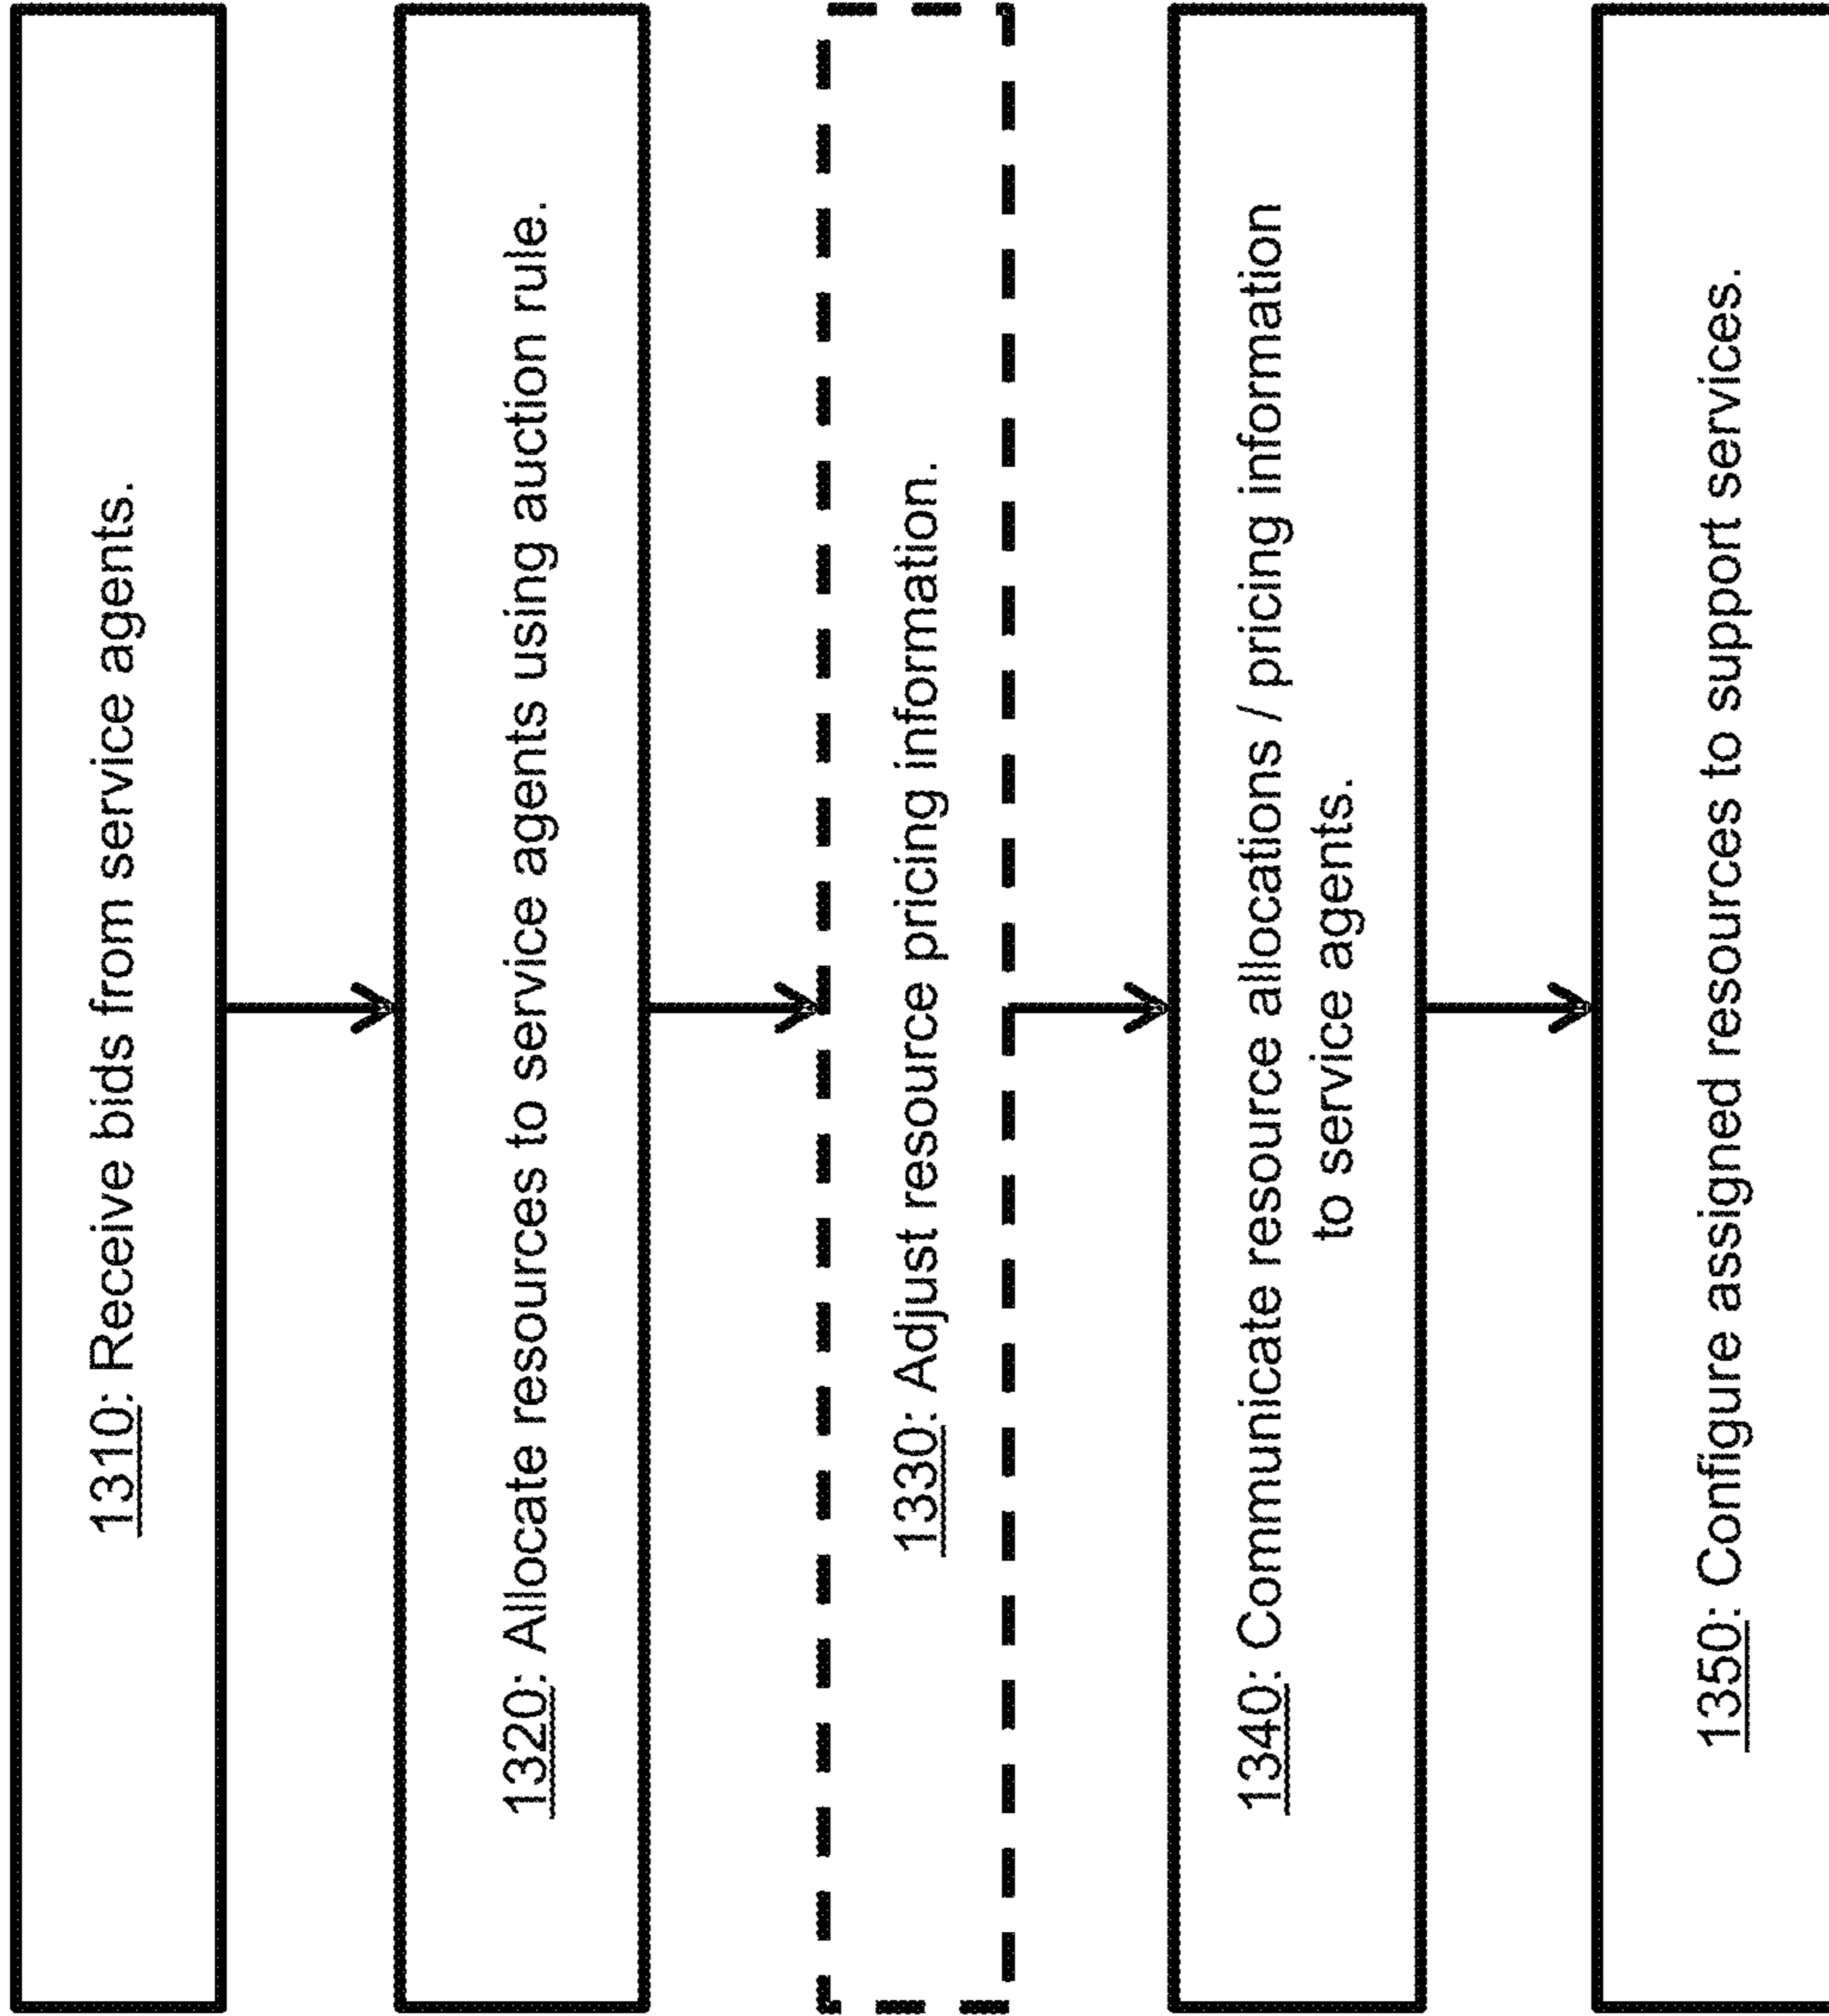 1310: Receive bids from service agents.
1320: Allocate resources to service agents using auction rule.
1330: Adjust resource pricing information.
1340: Communicate resource allocations / pricing information
to service agents.
1350: Configure assigned resources to support services.